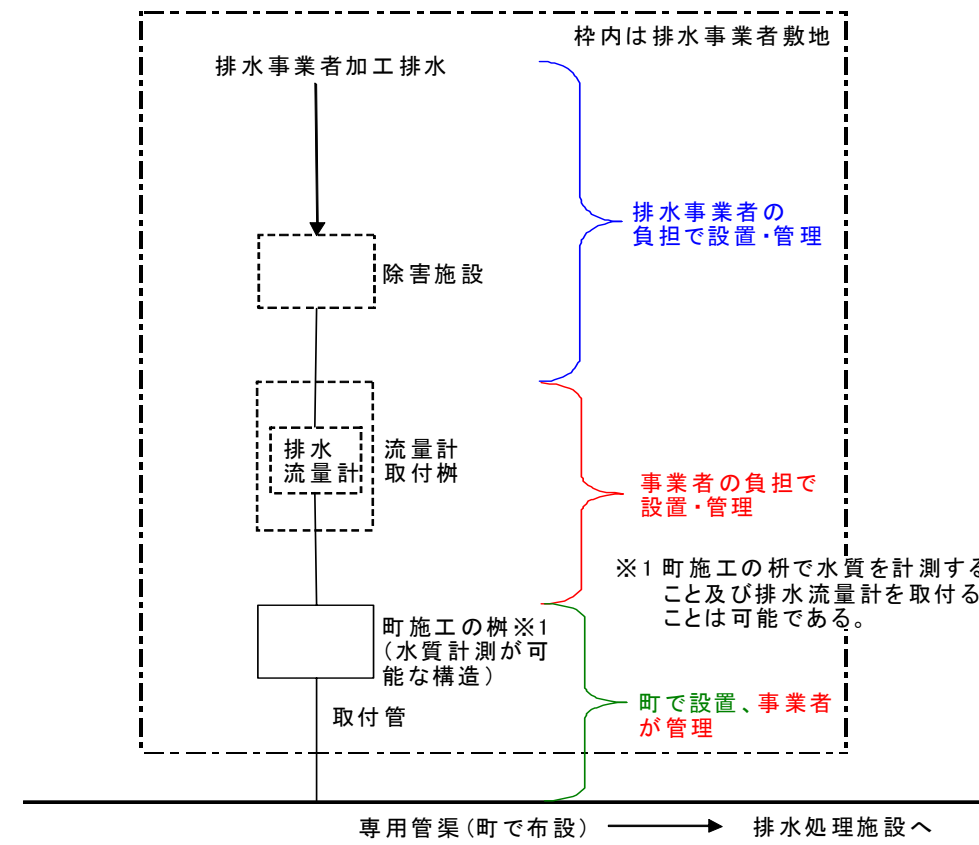 枠内は排水事業者敷地
排水事業者加工排水
排水事業者の
負担で設置・管理
除害施設
排水
流量計
流量計
取付桝
事業者の負担で
設置・管理
※1 町施工の枡で水質を計測する
こと及び排水流量計を取付る
ことは可能である。
町施工の桝※1
(水質計測が可
能な構造)
町で設置、事業者
が管理
取付管
専用管渠(町で布設)
排水処理施設へ